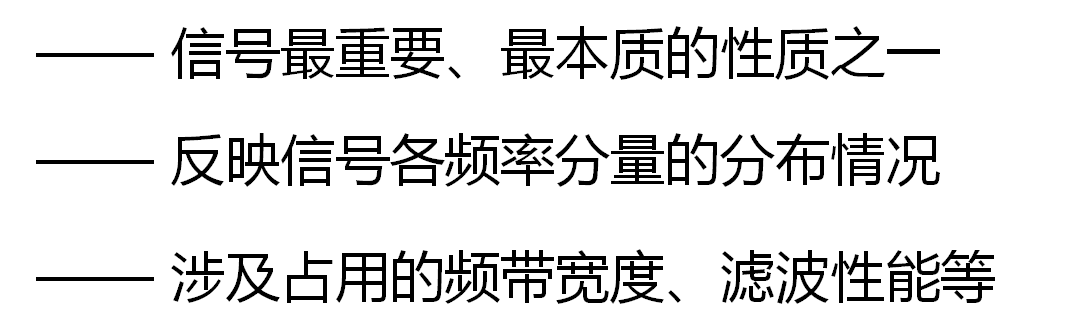 ——信号最重要、最本质的性质之一
——反映信号各频率分量的分布情况
——涉及占用的频带宽度、滤波性能等